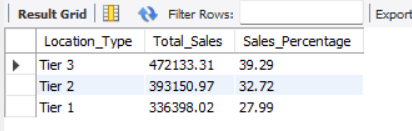 Result Grid Filter Rows: Export
Location_Type Total_Sales Sales_Percentage
Tier 3 472133.31 39.29
Tier 2 393150.97 32.72
Tier 1 336398.02 27.99